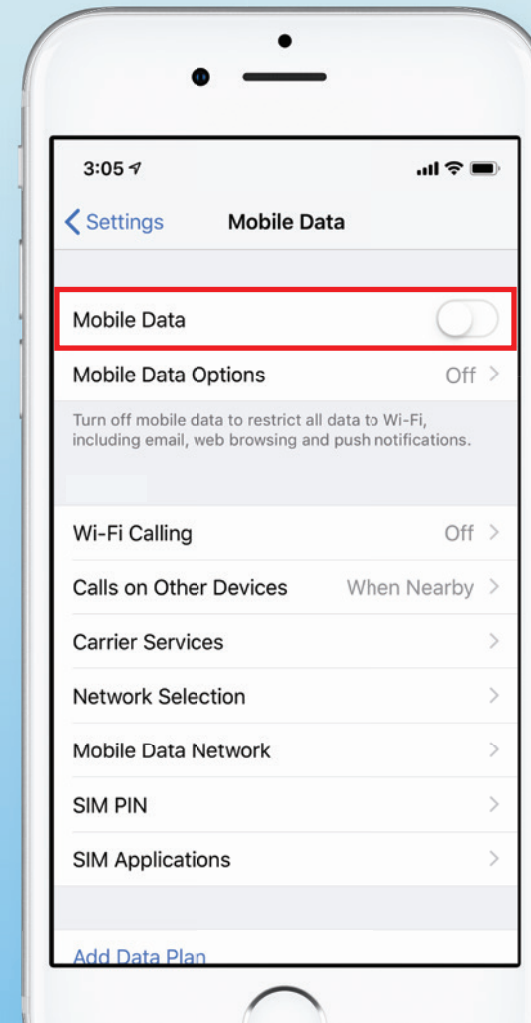 3:05
Settings
Mobile Data
Mobile Data
Mobile Data Options
Off
Turn off mobile data to restrict all data to Wi-Fi,
including email, web browsing and push notifications.
Wi-Fi Calling
Off
Calls on Other Devices
When Nearby
Carrier Services
Network Selection
Mobile Data Network
SIM PIN
SIM Applications
Add Data Plan